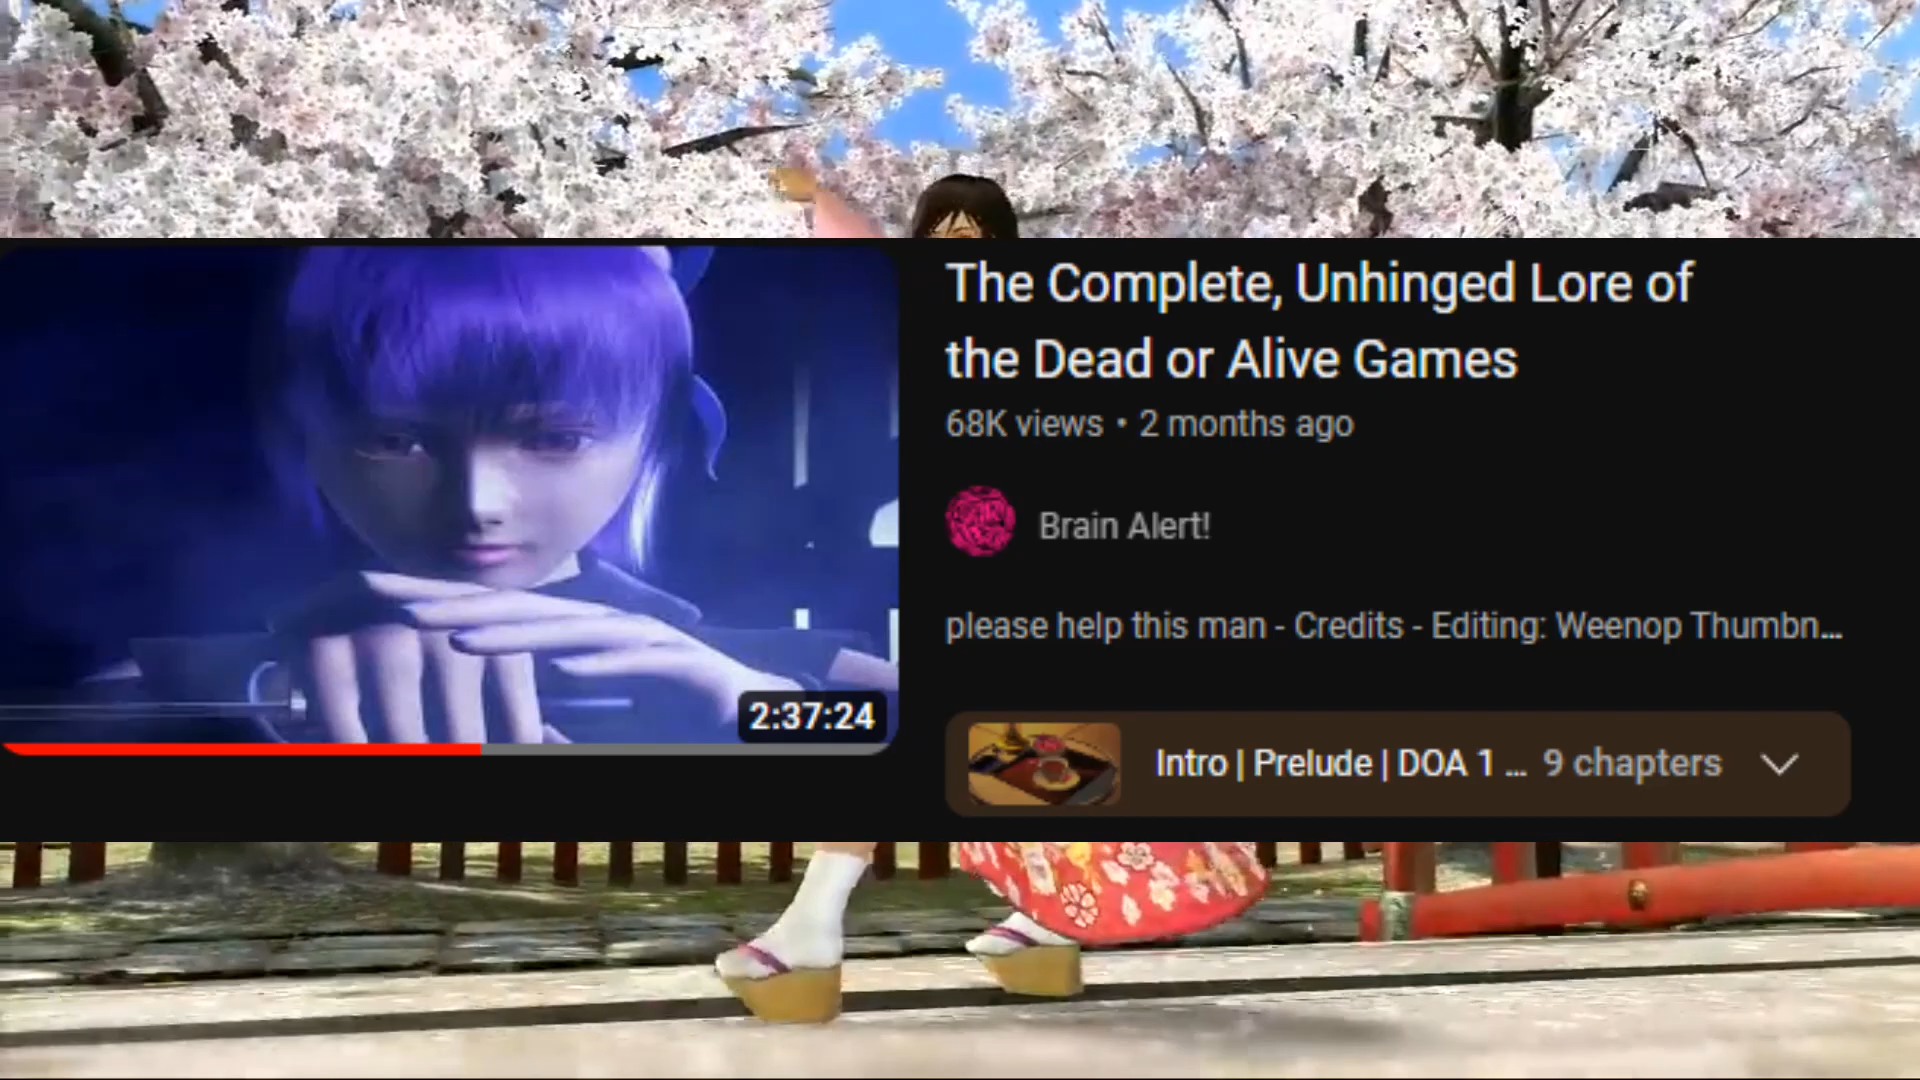 The Complete, Unhinged Lore of
the Dead or Alive Games
68K views • 2 months ago
Brain Alert!
please help this man - Credits - Editing: Weenop Thumbn...
2:37:24
Intro | Prelude | DOA 1 ... 9 chapters